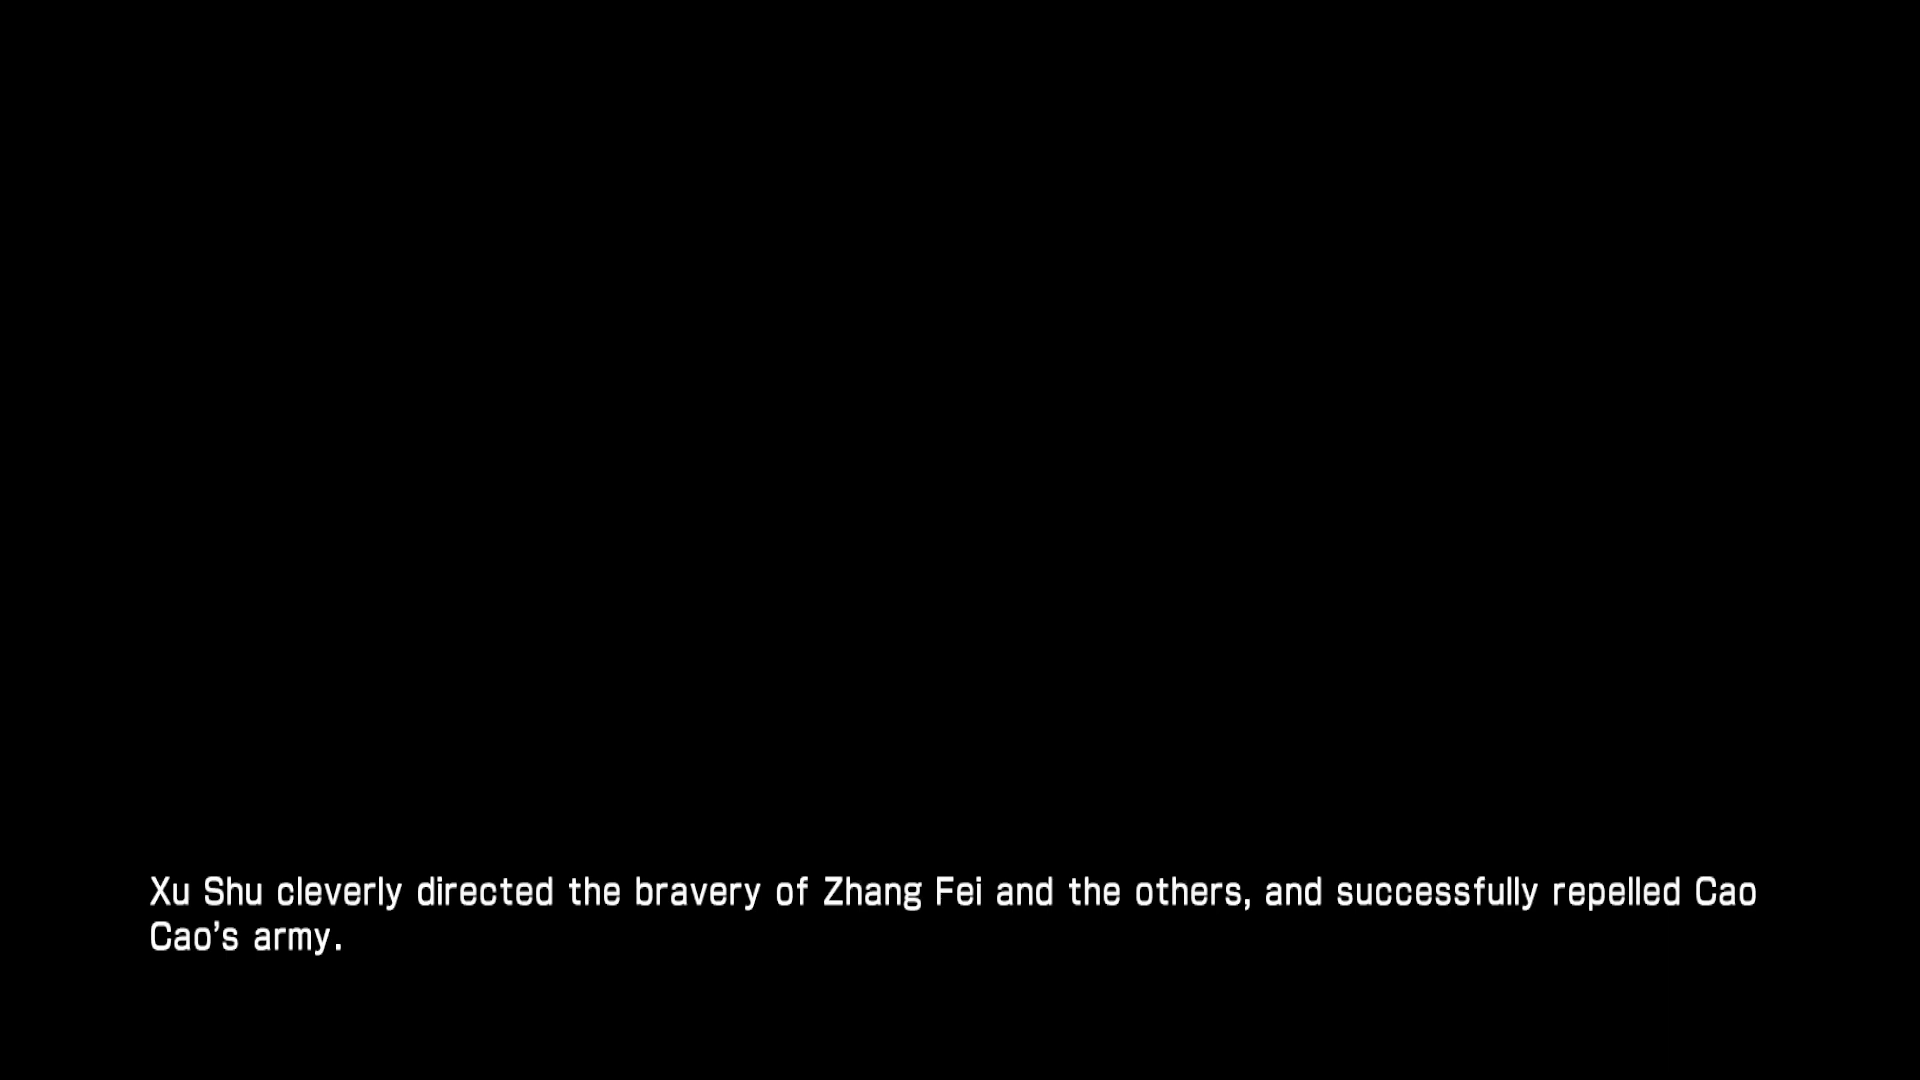 Xu Shu cleverly directed the bravery of Zhang Fei and the others, and successfully repelled Cao
Cao's army.